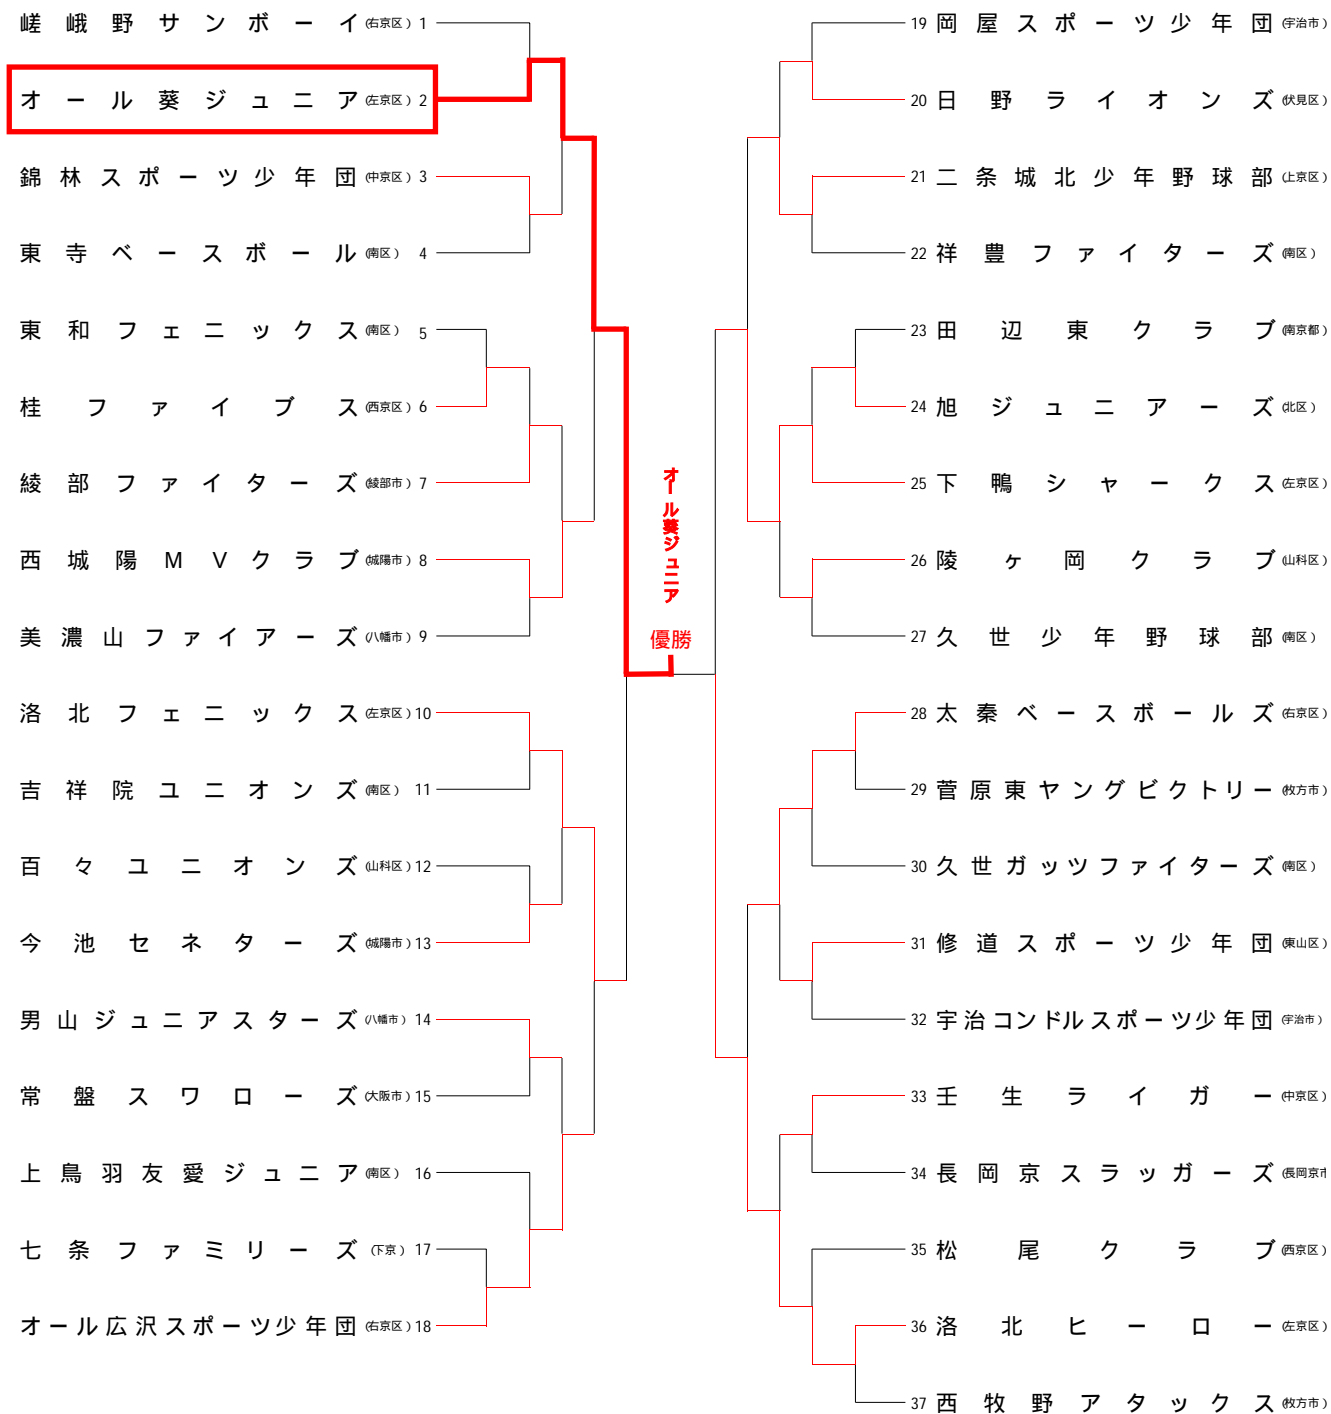 嵯峨野サンボーイ(右京区) 1
オール葵ジュニア(左京区) 2
錦林スポーツ少年団(中京区) 3
東寺ベースボール(南区) 4
東和フェニックス(南区) 5
桂ファイブス(西京区) 6
綾部ファイターズ(綾部市) 7
西城陽MVクラブ(城陽市) 8
美濃山ファイアーズ(八幡市) 9
洛北フェニックス(左京区) 10
吉祥院ユニオンズ(南区) 11
百々ユニオンズ(山科区) 12
今池セネターズ(城陽市) 13
男山ジュニアスターズ(八幡市) 14
常盤スワローズ(大阪市) 15
上鳥羽友愛ジュニア(南区) 16
七条ファミリーズ(下京) 17
オール広沢スポーツ少年団(右京区) 18
オール葵ジュニア
優勝
19 岡屋スポーツ少年団(宇治市)
20 日野ライオンズ(伏見区)
21 二条城北少年野球部(上京区)
22 祥豊ファイターズ(南区)
23 田辺東クラブ(南京都)
24 旭ジュニアーズ(北区)
25 下鴨シャークス(左京区)
26 陵ヶ岡クラブ(山科区)
27 久世少年野球部(南区)
28 太秦ベースボールズ(右京区)
29 菅原東ヤングビクトリー(枚方市)
30 久世ガッツファイターズ(南区)
31 修道スポーツ少年団(東山区)
32 宇治コンドルスポーツ少年団(宇治市)
33 壬生ライガー(中京区)
34 長岡京スラッガーズ(長岡京市
35 松尾クラブ(西京区)
36 洛北ヒーロー(左京区)
37 西牧野アタックス(枚方市)